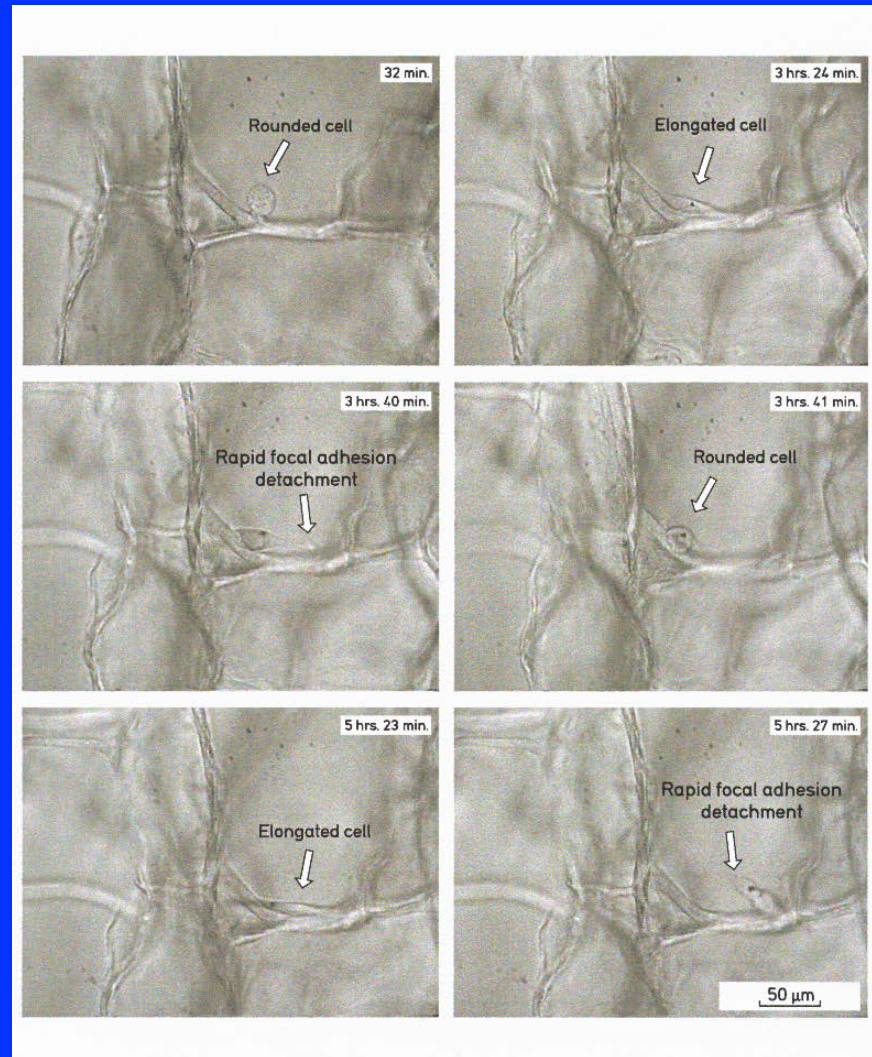 32 min.
Rounded cell
3 hrs. 24 min.
Elongated cell
3 hrs. 40 min.
Rapid focal adhesion
detachment
3 hrs. 41 min.
Rounded cell
5 hrs. 23 min.
Elongated cell
5 hrs. 27 min.
Rapid focal adhesion
detachment
50 µm